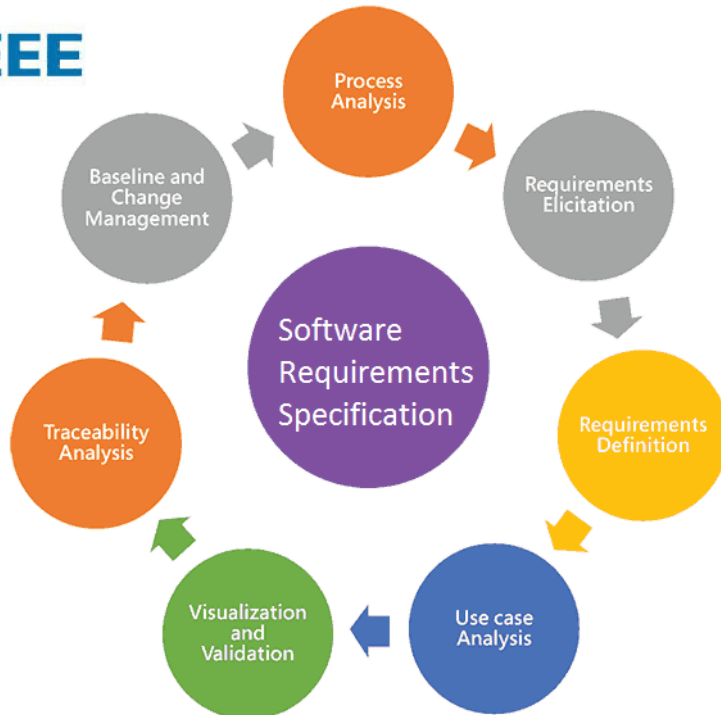 EEE
Process
Analysis
Requirements
Elicitation
Requirements
Definition
Use case
Analysis
Visualization
and
Validation
Traceability
Analysis
Baseline and
Change
Management
Software
Requirements
Specification